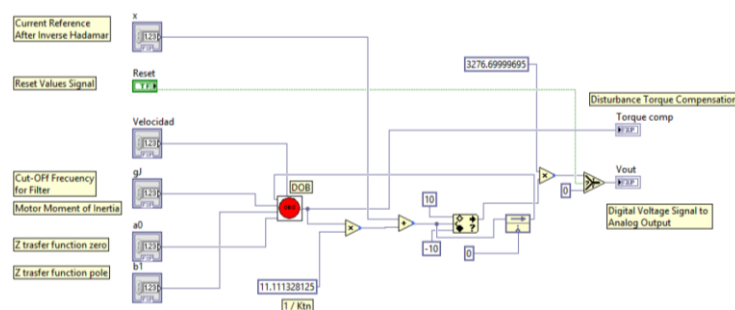 Current Reference
After Inverse Hadamar
x
Reset Values Signal
Reset
Velocidad
Cut-Off Frecuency
for Filter
gJ
Motor Moment of Inertia
a0
Z trasfer function zero
b1
Z trasfer function pole
DOB
11.111328125
1 / Ktn
10
-10
0
3276.69999695
0
Disturbance Torque Compensation
Torque comp
Vout
Digital Voltage Signal to
Analog Output